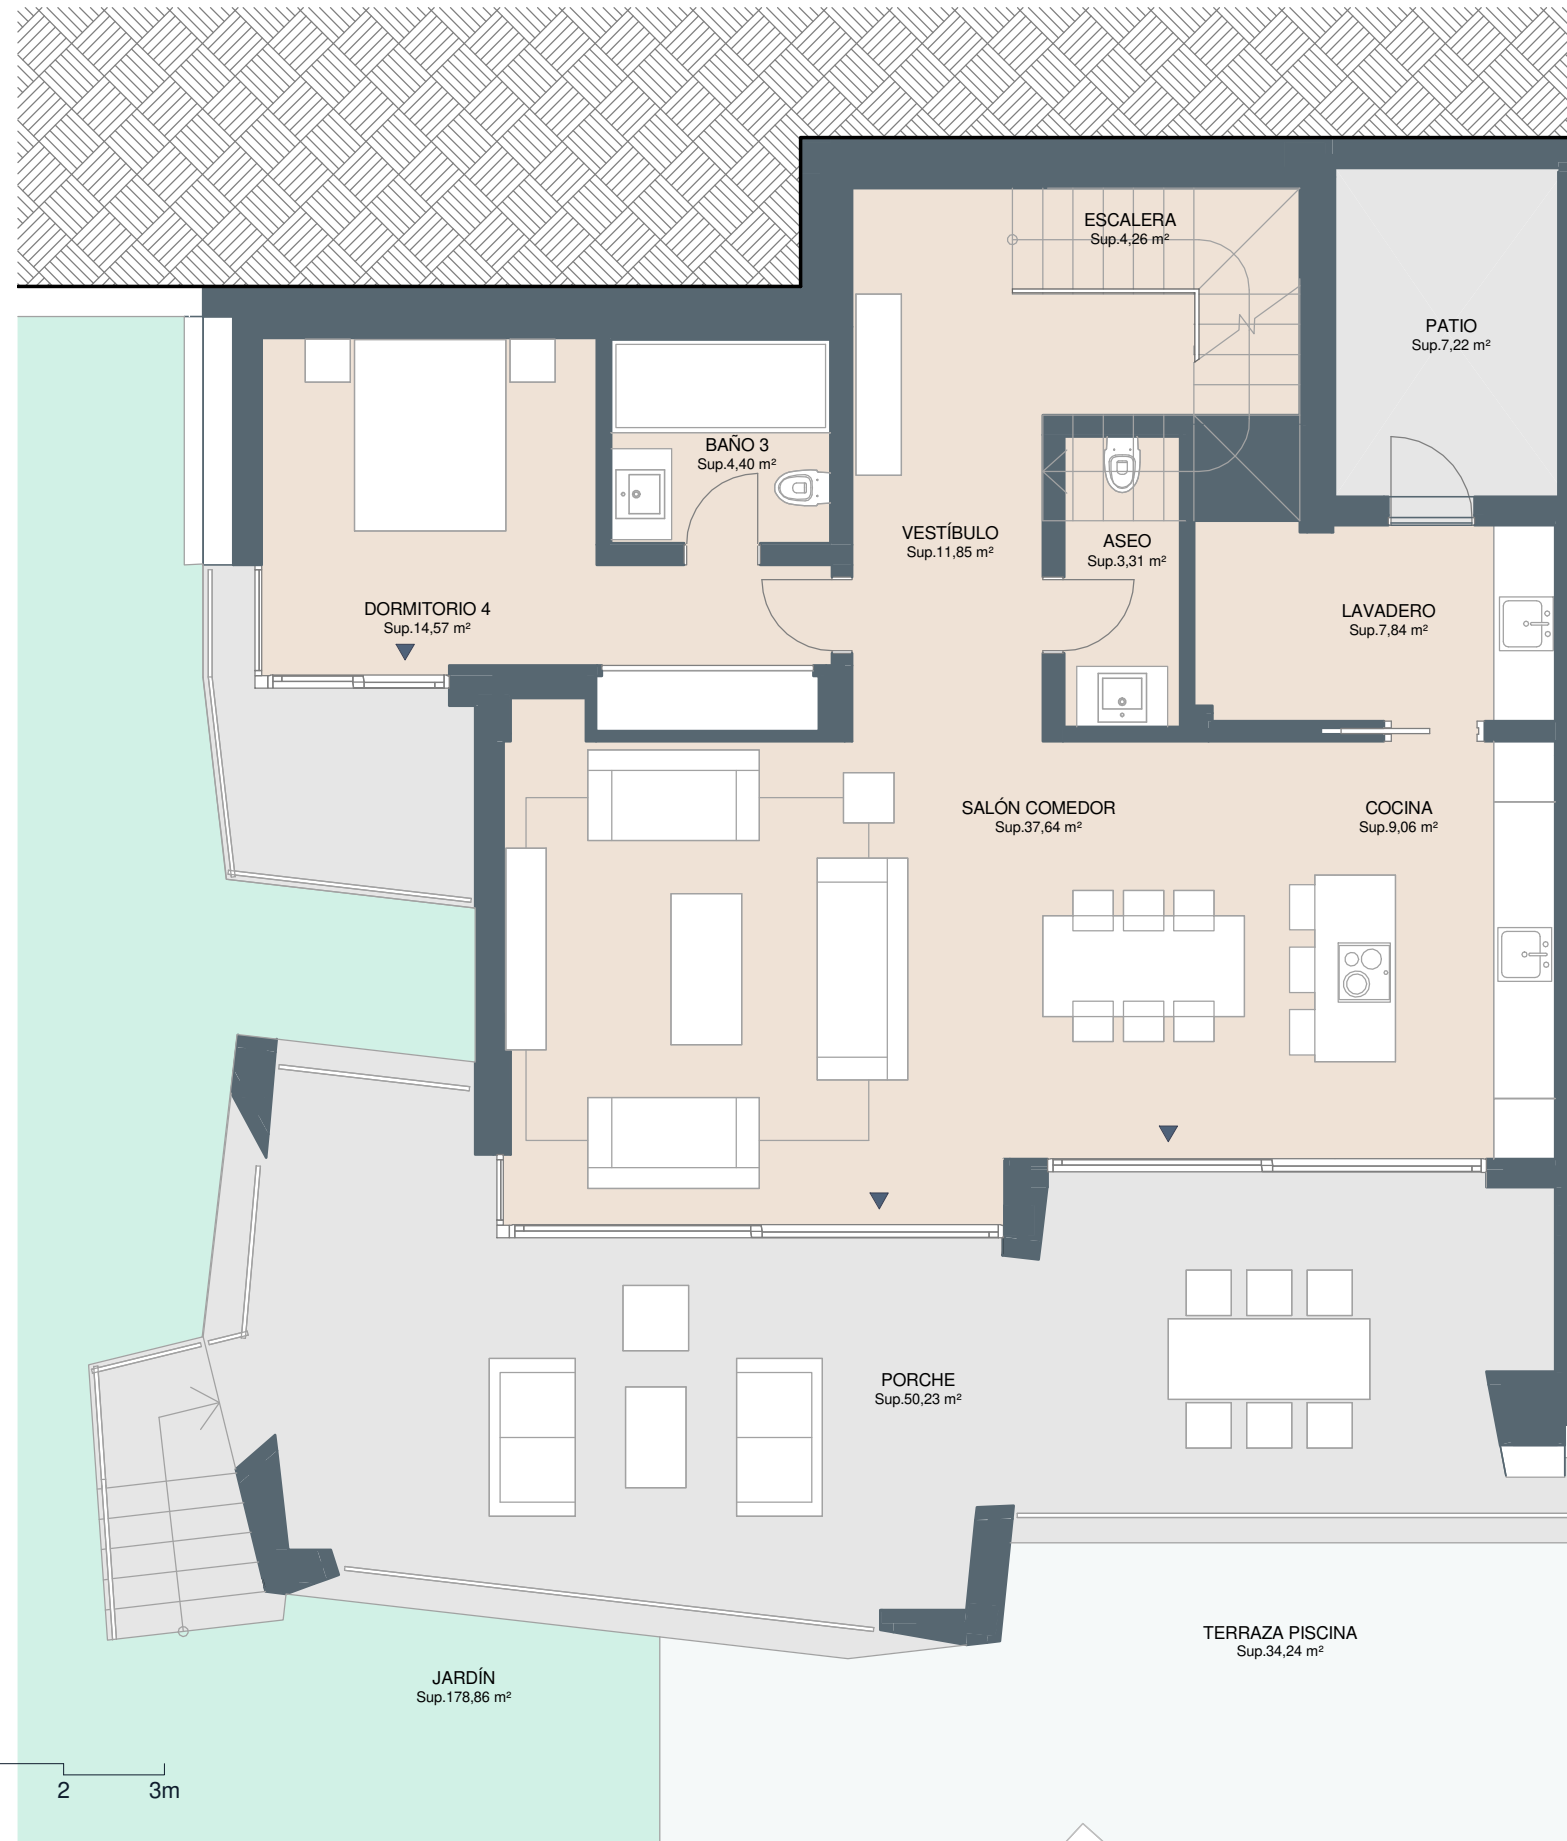 ESCALERA
Sup.4,26 m²
PATIO
Sup.7,22 m²
BAÑO 3
Sup.4,40 m²
VESTÍBULO
Sup.11,85 m²
ASEO
Sup.3,31 m²
DORMITORIO 4
Sup.14,57 m²
LAVADERO
Sup.7,84 m²
SALÓN COMEDOR
Sup.37,64 m²
COCINA
Sup.9,06 m²
PORCHE
Sup.50,23 m²
TERRAZA PISCINA
Sup.34,24 m²
JARDÍN
Sup.178,86 m²
2 3m